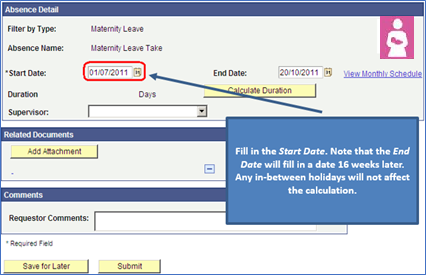 Absence Detail
Filter by Type: Maternity Leave
Absence Name: Maternity Leave Take
*Start Date: 01/07/2011 End Date: 20/10/2011 View Monthly Schedule
Duration Days Calculate Duration
Supervisor:
Related Documents
Add Attachment
-
Fill in the Start Date. Note that the End
Date will fill in a date 16 weeks later.
Any in-between holidays will not affect
the calculation.
Comments
Requestor Comments:
* Required Field
Save for Later Submit